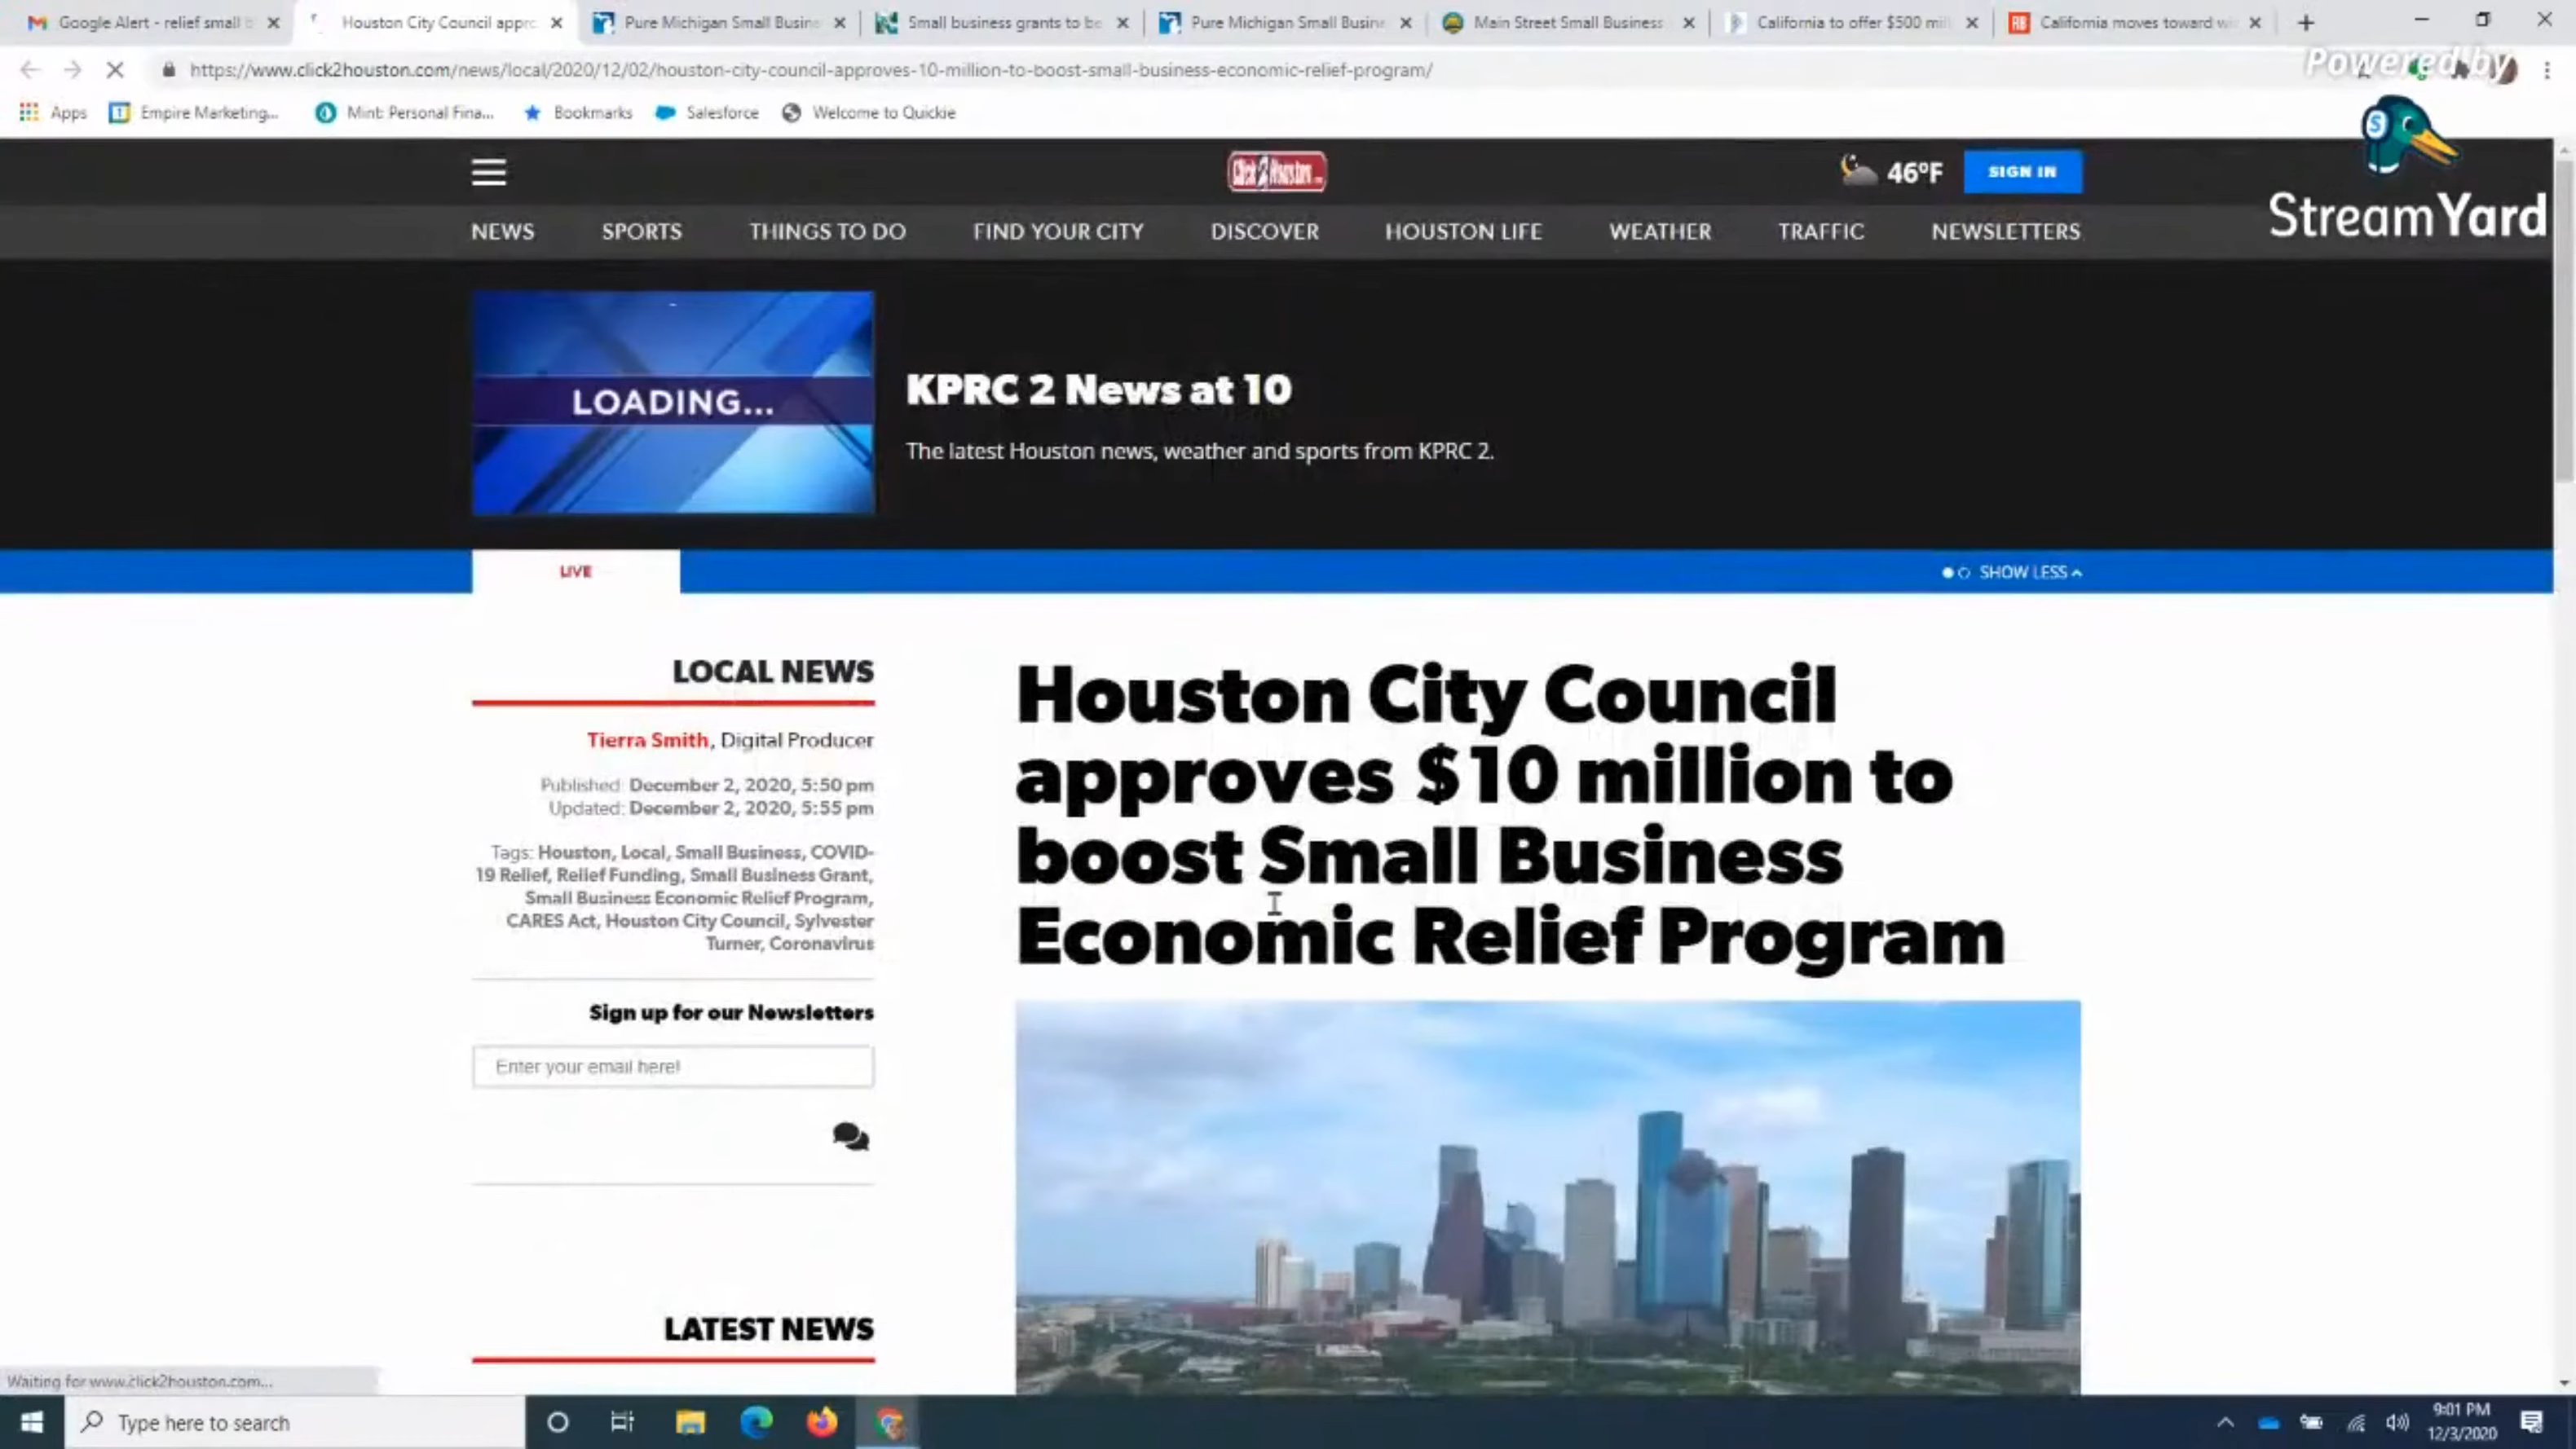 Google Alert - relief small b
Houston City Council appro
Pure Michigan Small Busine
Small business grants to be
Pure Michigan Small Busine
Main Street Small Business
California to offer $500 mil
California moves toward
https://www.click2houston.com/news/local/2020/12/02/houston-city-council-approves-10-million-to-boost-small-business-economic-relief-program/
Powered by
Apps
Empire Marketing...
Mint: Personal Fina...
Bookmarks
Salesforce
Welcome to Quickie
StreamYard
Click2Houston
46°F
SIGN IN
NEWS
SPORTS
THINGS TO DO
FIND YOUR CITY
DISCOVER
HOUSTON LIFE
WEATHER
TRAFFIC
NEWSLETTERS
LOADING...
KPRC 2 News at 10
The latest Houston news, weather and sports from KPRC 2.
LIVE
SHOW LESS
LOCAL NEWS
Tierra Smith, Digital Producer
Published: December 2, 2020, 5:50 pm
Updated: December 2, 2020, 5:55 pm
Tags: Houston, Local, Small Business, COVID-
19 Relief, Relief Funding, Small Business Grant,
Small Business Economic Relief Program,
CARES Act, Houston City Council, Sylvester
Turner, Coronavirus
Sign up for our Newsletters
Enter your email here!
LATEST NEWS
Houston City Council
approves $10 million to
boost Small Business
Economic Relief Program
Waiting for www.click2houston.com...
Type here to search
9:01 PM
12/3/2020